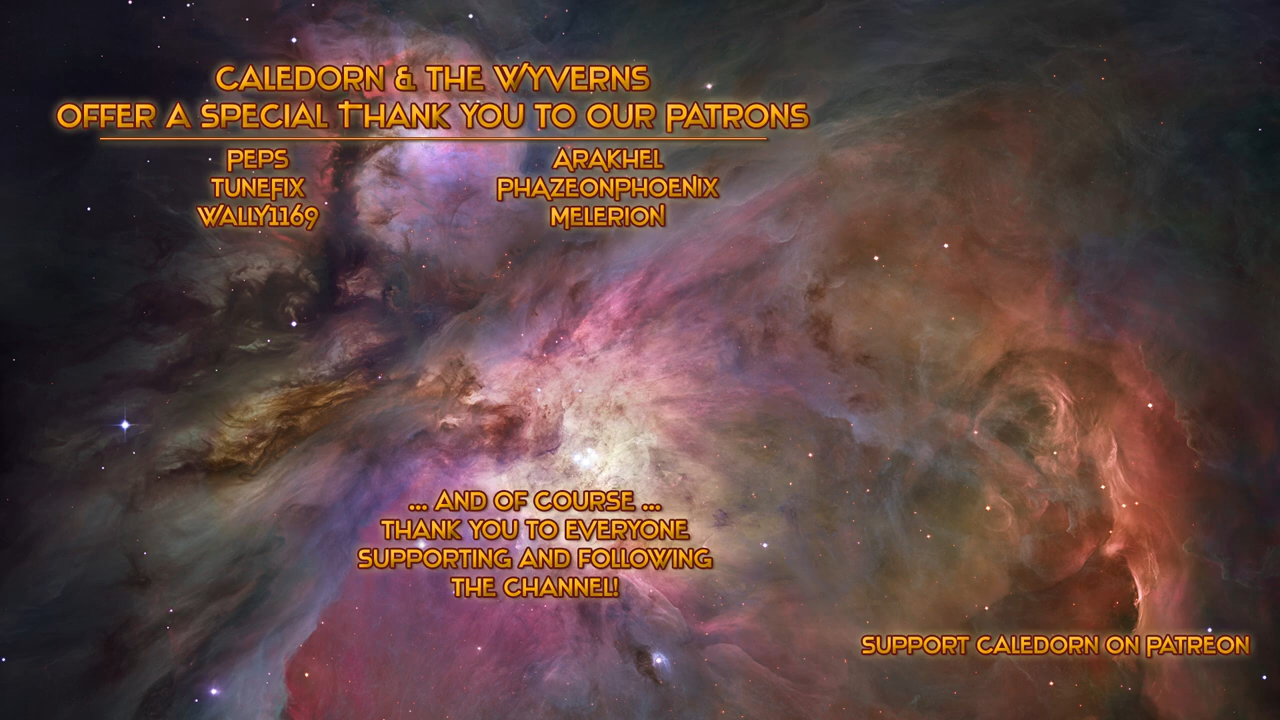 CALEDORN & THE WYVERNS
OFFER A SPECIAL THANK YOU TO OUR PATRONS
PEPS
TUNEFIX
WALLY1169
ARAKHEL
PHAZEONPHOENIX
MELERION
... AND OF COURSE ...
THANK YOU TO EVERYONE
SUPPORTING AND FOLLOWING
THE CHANNEL!
SUPPORT CALEDORN ON PATREON